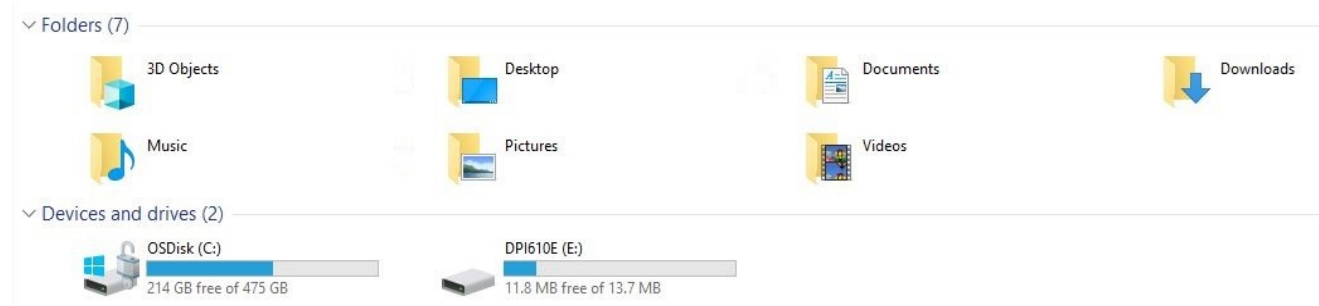 Folders (7)
3D Objects
Desktop
Documents
Downloads
Music
Pictures
Videos
Devices and drives (2)
OSDisk (C:)
214 GB free of 475 GB
DPI610E (E:)
11.8 MB free of 13.7 MB